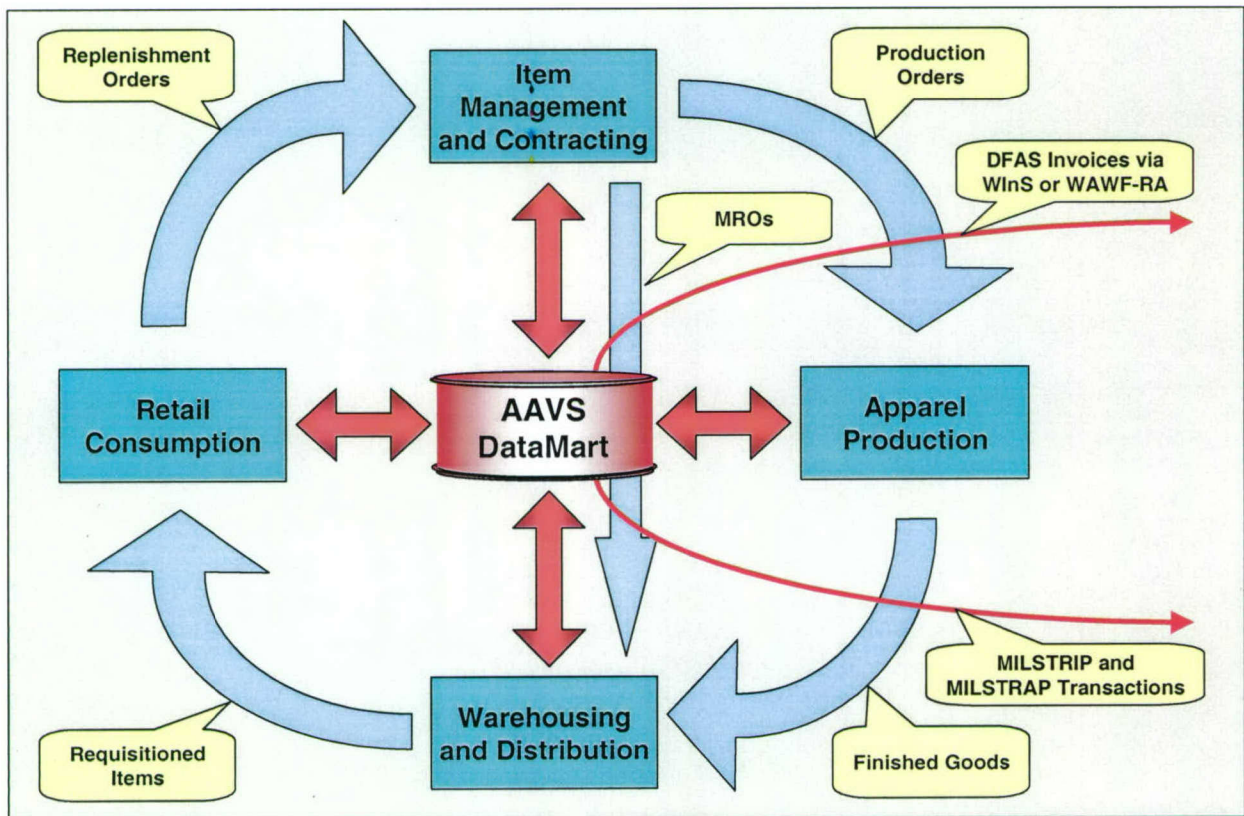 Replenishment
Orders
Item
Management
and Contracting
Production
Orders
DFAS Invoices via
WInS or WAWF-RA
MROs
Retail
Consumption
AAVS
DataMart
Apparel
Production
MILSTRIP and
MILSTRAP Transactions
Warehousing
and Distribution
Requisitioned
Items
Finished Goods